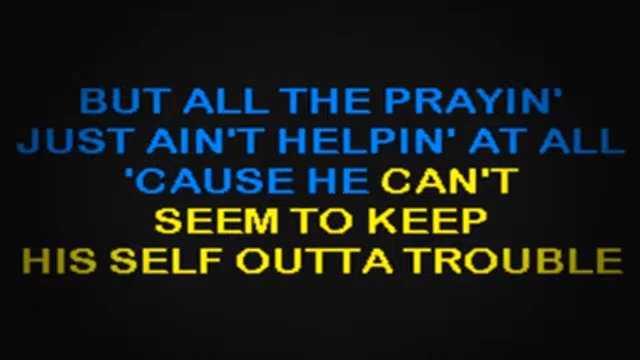 BUT ALL THE PRAYIN'
JUST AIN'T HELPIN' AT ALL
'CAUSE HE CAN'T
SEEM TO KEEP
HIS SELF OUTTA TROUBLE